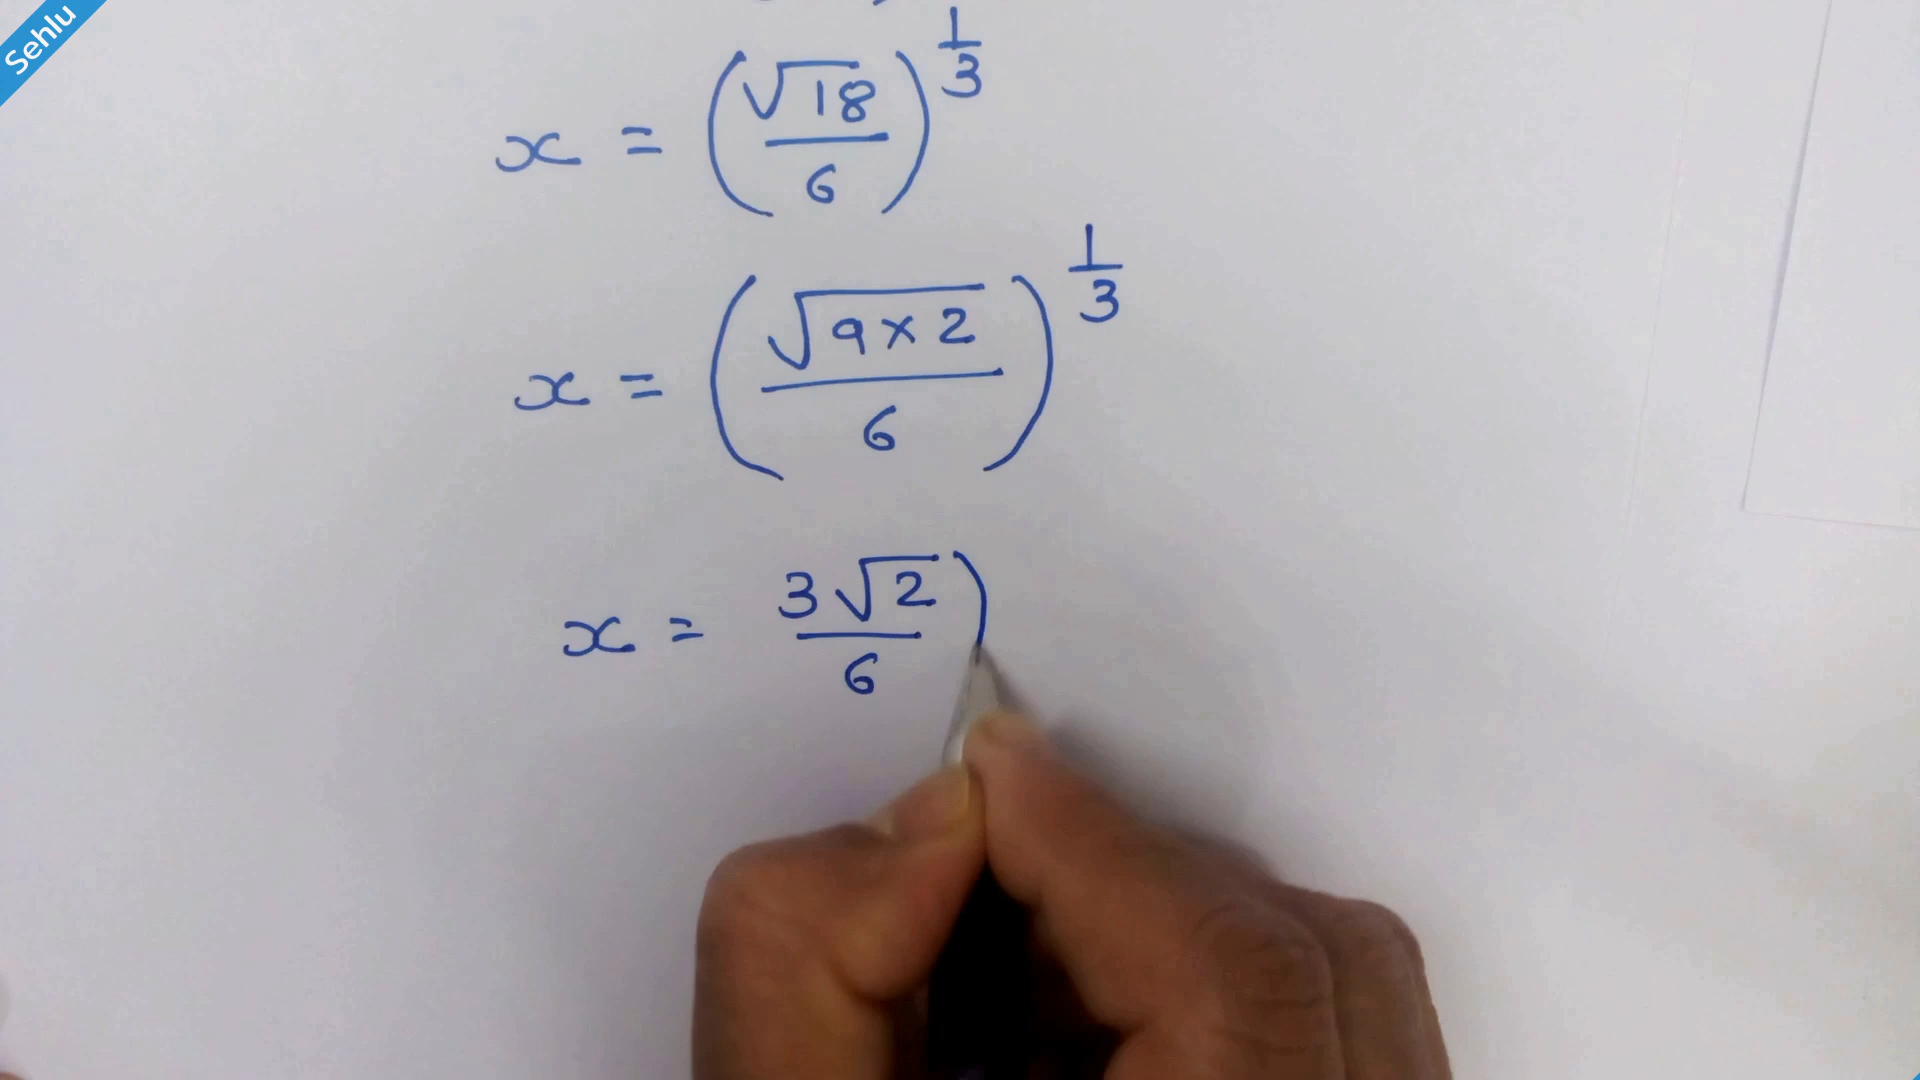 Sehlu
x = (√18/6)^1/3
x = (√9×2/6)^1/3
x = 3√2/6)